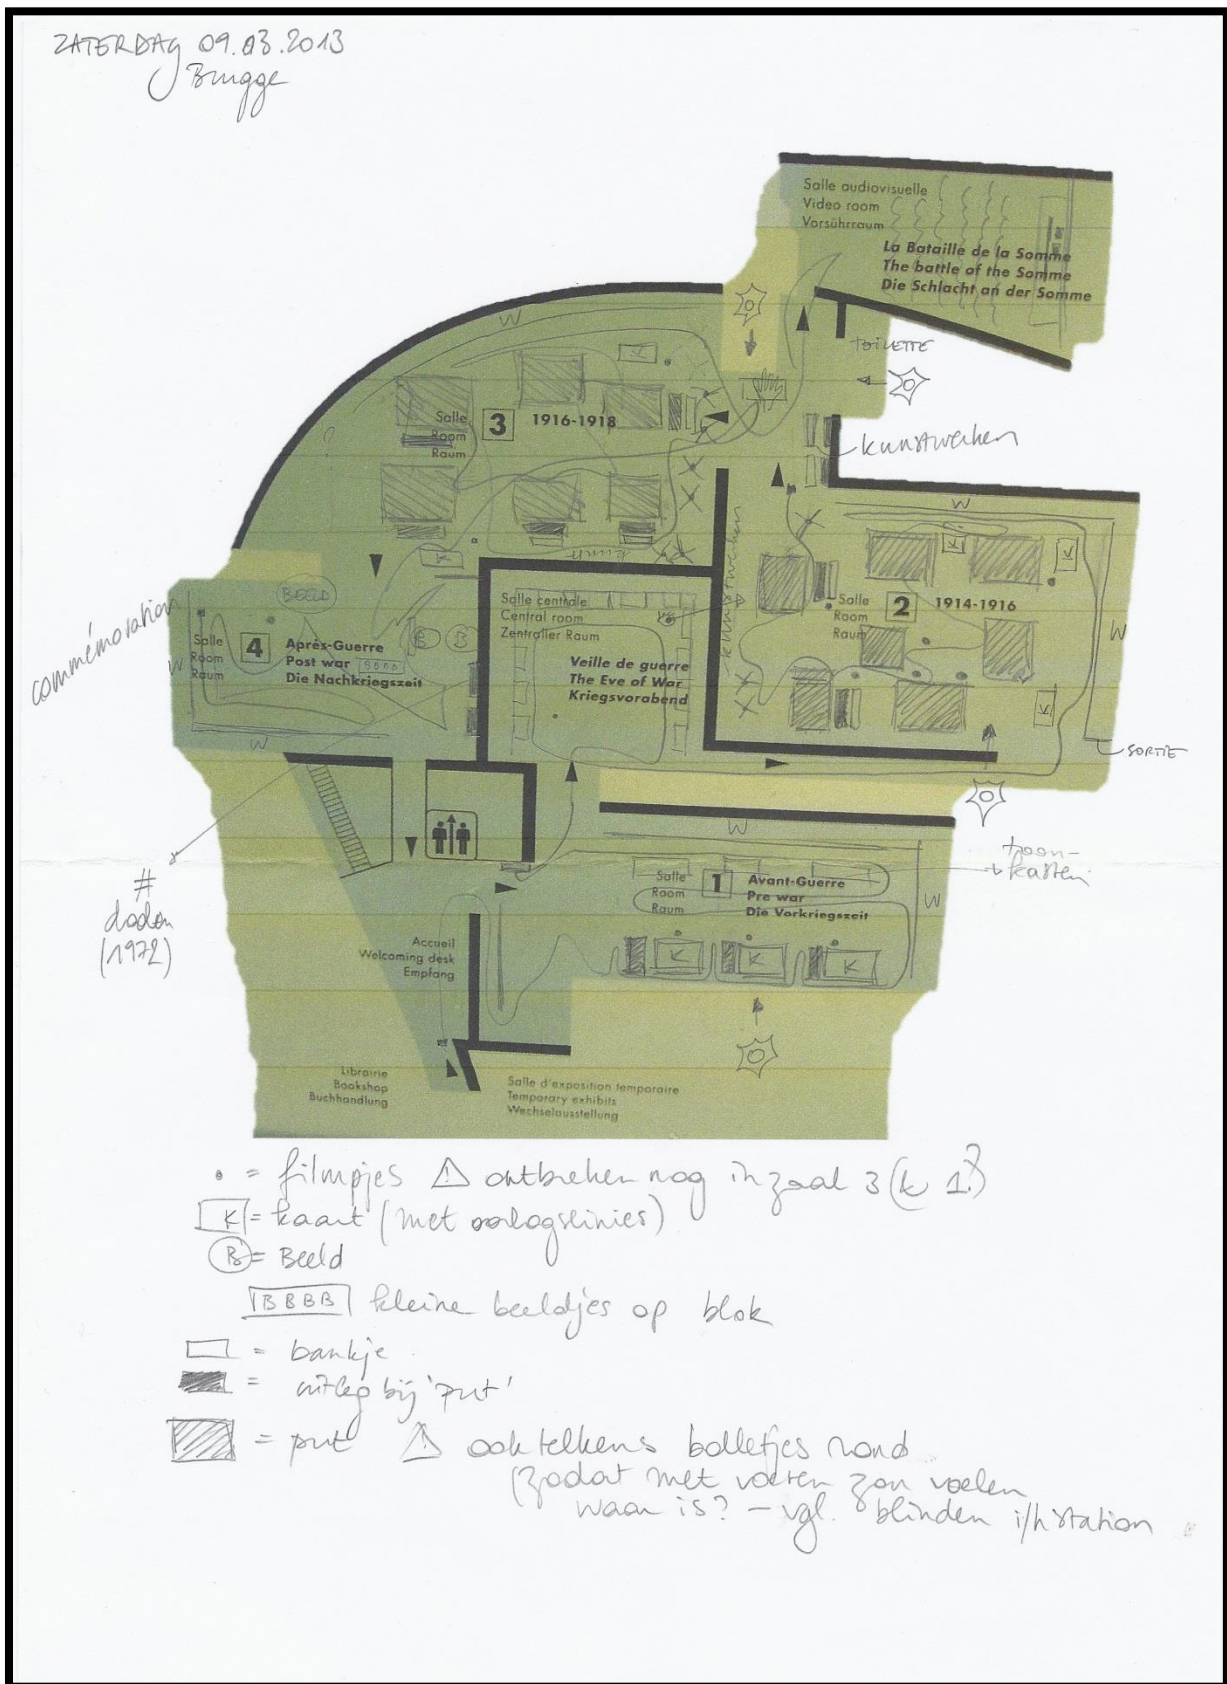 ZATERDAG 09.03.2013
Brugge
Salle audiovisuelle
Video room
Vorführraum
La Bataille de la Somme
The battle of the Somme
Die Schlacht an der Somme
W
TOILETTE
Salle
Room
Raum
3
1916-1918
kunstwerken
W
K
kunst
kunstwerken
K
K
Salle
Room
Raum
2
1914-1916
W
K
SORTIE
commémoration
BEELD
B
B
Salle
Room
Raum
W
4
Après-Guerre
Post war
BBBB
Die Nachkriegszeit
W
Salle centrale
Central room
Zentraller Raum
Veille de guerre
The Eve of War
Kriegsvorabend
#
doden
(1972)
W
toon-
kasten
Salle
Room
Raum
1
Avant-Guerre
Pre war
Die Vorkriegszeit
W
K
K
K
Accueil
Welcoming desk
Empfang
Librairie
Bookshop
Buchhandlung
Salle d'exposition temporaire
Temporary exhibits
Wechselausstellung
• = filmpjes ⚠ ontbreken nog in zaal 3 (& 1?)
K = kaart (met oorlogslinies)
B = Beeld
BBBB kleine beeldjes op blok
= bankje
= uitleg bij 'put'
= put ⚠ ook telkens bolletjes rond
(zodat met voeten zou voelen
waar is? – vgl. blinden i/h station